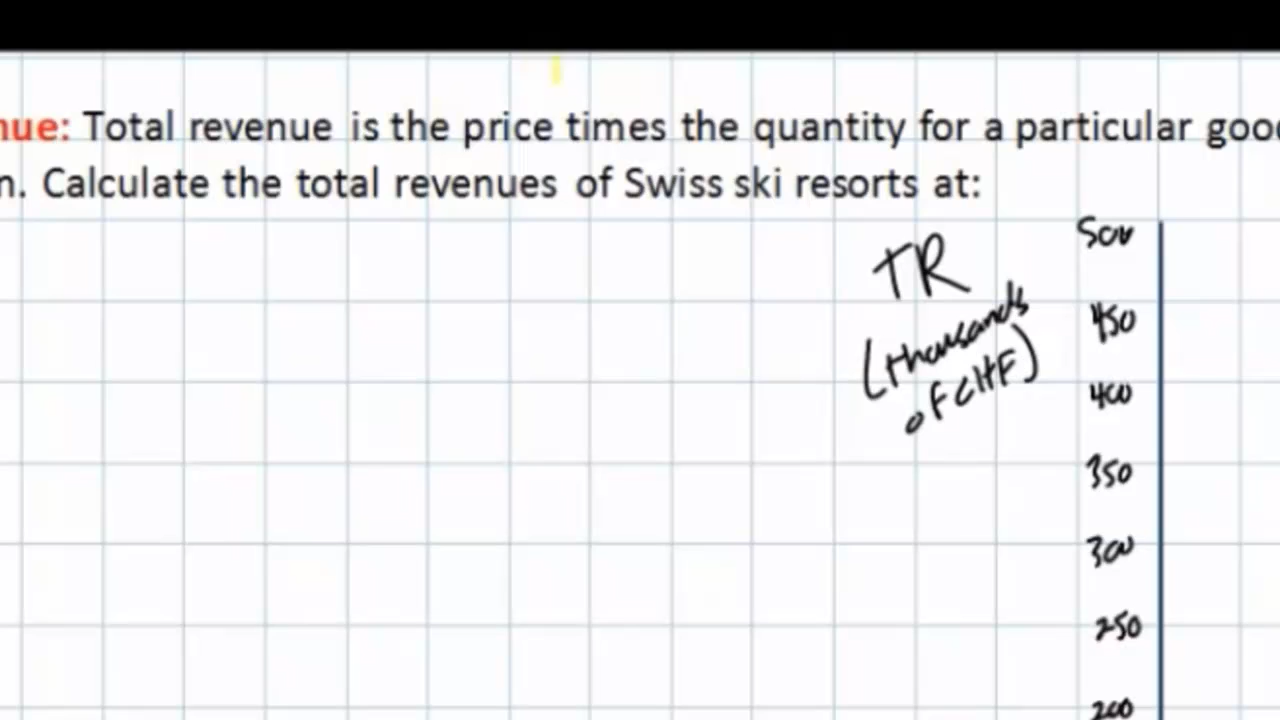 nue: Total revenue is the price times the quantity for a particular good
n. Calculate the total revenues of Swiss ski resorts at:
TR
(thousands
of CHF)
500
450
400
350
300
250
200